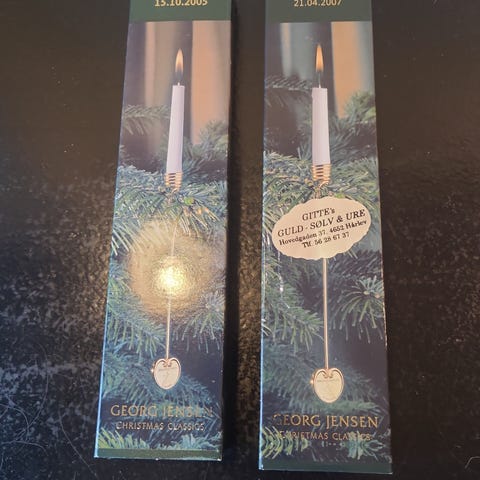 15.10.2005
GEORG JENSEN
CHRISTMAS CLASSICS
21.04.2007
GITTE's
GULD - SØLV & URE
Hovedgaden 37, 4652 Hårlev
Tlf. 56 28 67 37
GEORG JENSEN
CHRISTMAS CLASSICS